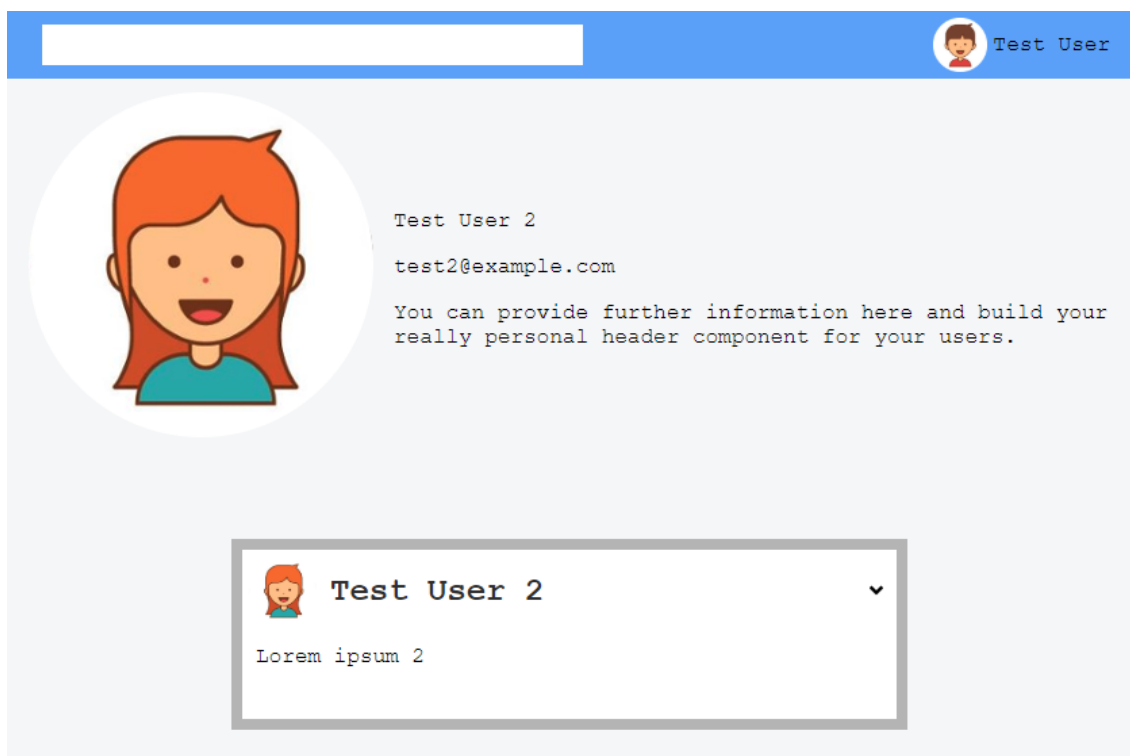 Test User
Test User 2
test2@example.com
You can provide further information here and build your
really personal header component for your users.
Test User 2
Lorem ipsum 2